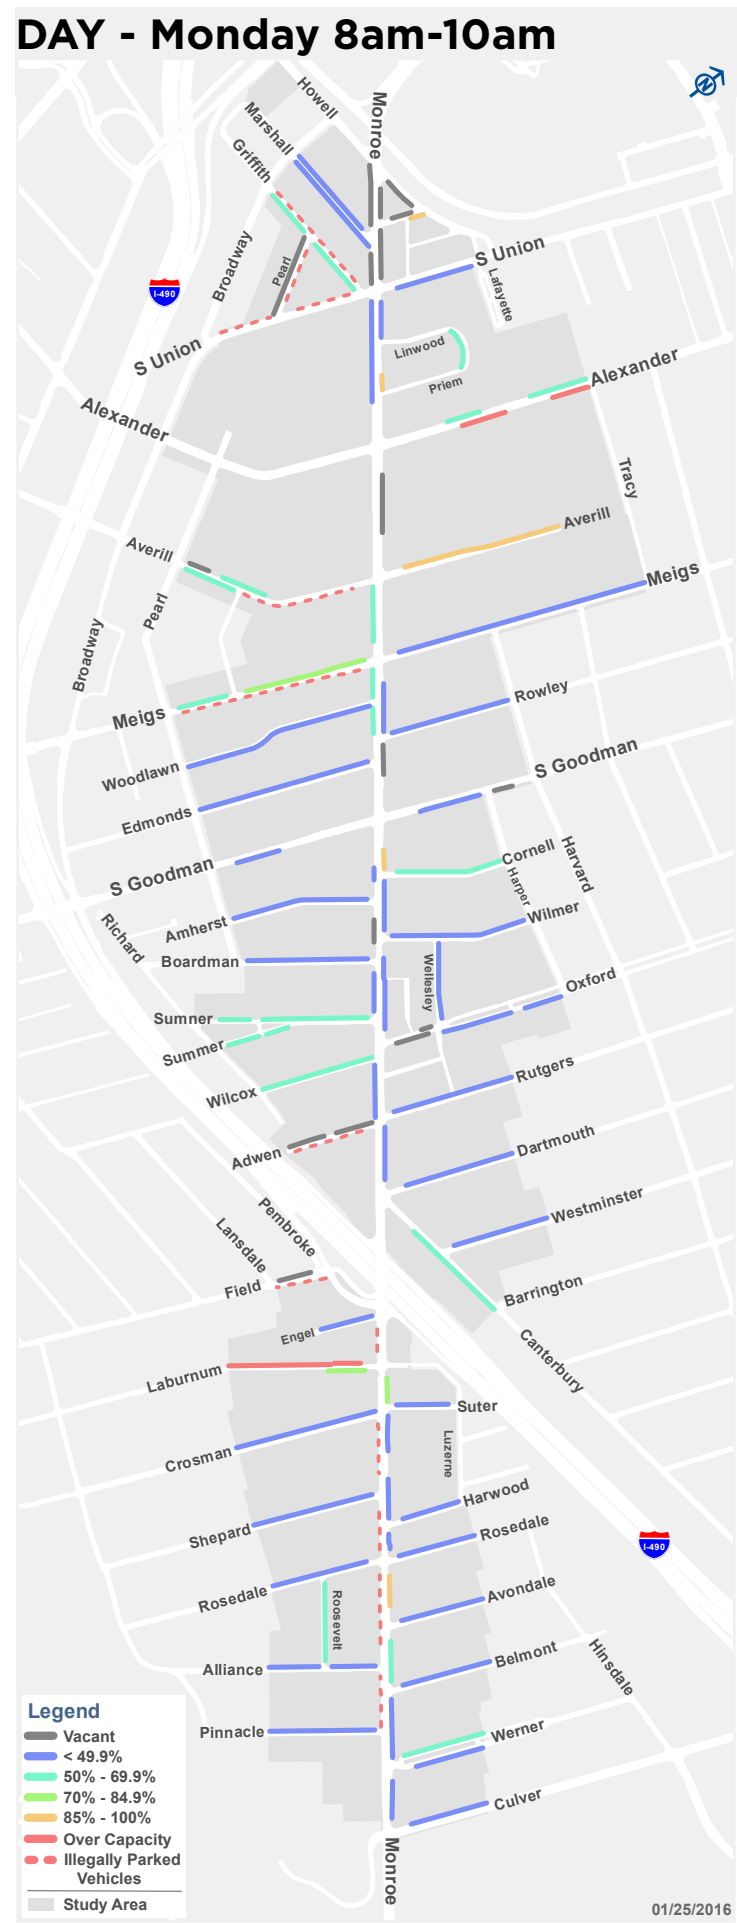 DAY - Monday 8am-10am
N
Howell
Monroe
Marshall
Griffith
Broadway
Pearl
S Union
Lafayette
I-490
S Union
Linwood
Priem
Alexander
Alexander
Tracy
Averill
Averill
Pearl
Meigs
Broadway
Meigs
Rowley
Woodlawn
S Goodman
Edmonds
S Goodman
Cornell
Harvard
Harper
Amherst
Wilmer
Richard
Boardman
Wellesley
Oxford
Sumner
Summer
Rutgers
Wilcox
Dartmouth
Adwen
Westminster
Pembroke
Lansdale
Field
Barrington
Engel
Canterbury
Laburnum
Suter
Luzerne
Crosman
Harwood
Shepard
Rosedale
I-490
Rosedale
Avondale
Roosevelt
Belmont
Hinsdale
Alliance
Pinnacle
Werner
Culver
Monroe
Legend
Vacant
< 49.9%
50% - 69.9%
70% - 84.9%
85% - 100%
Over Capacity
Illegally Parked
Vehicles
Study Area
01/25/2016